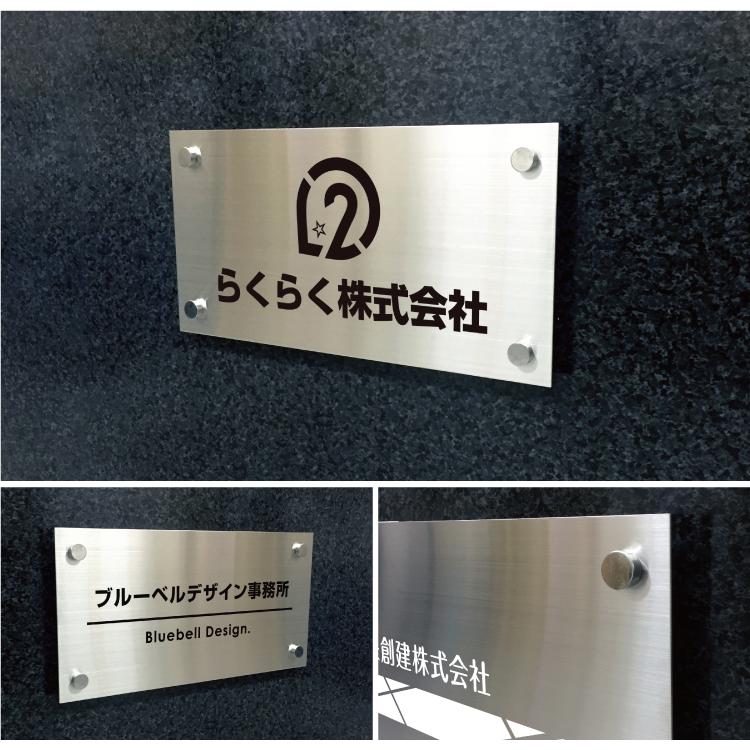 2
らくらく株式会社
ブルーベルデザイン事務所
Bluebell Design.
創建株式会社